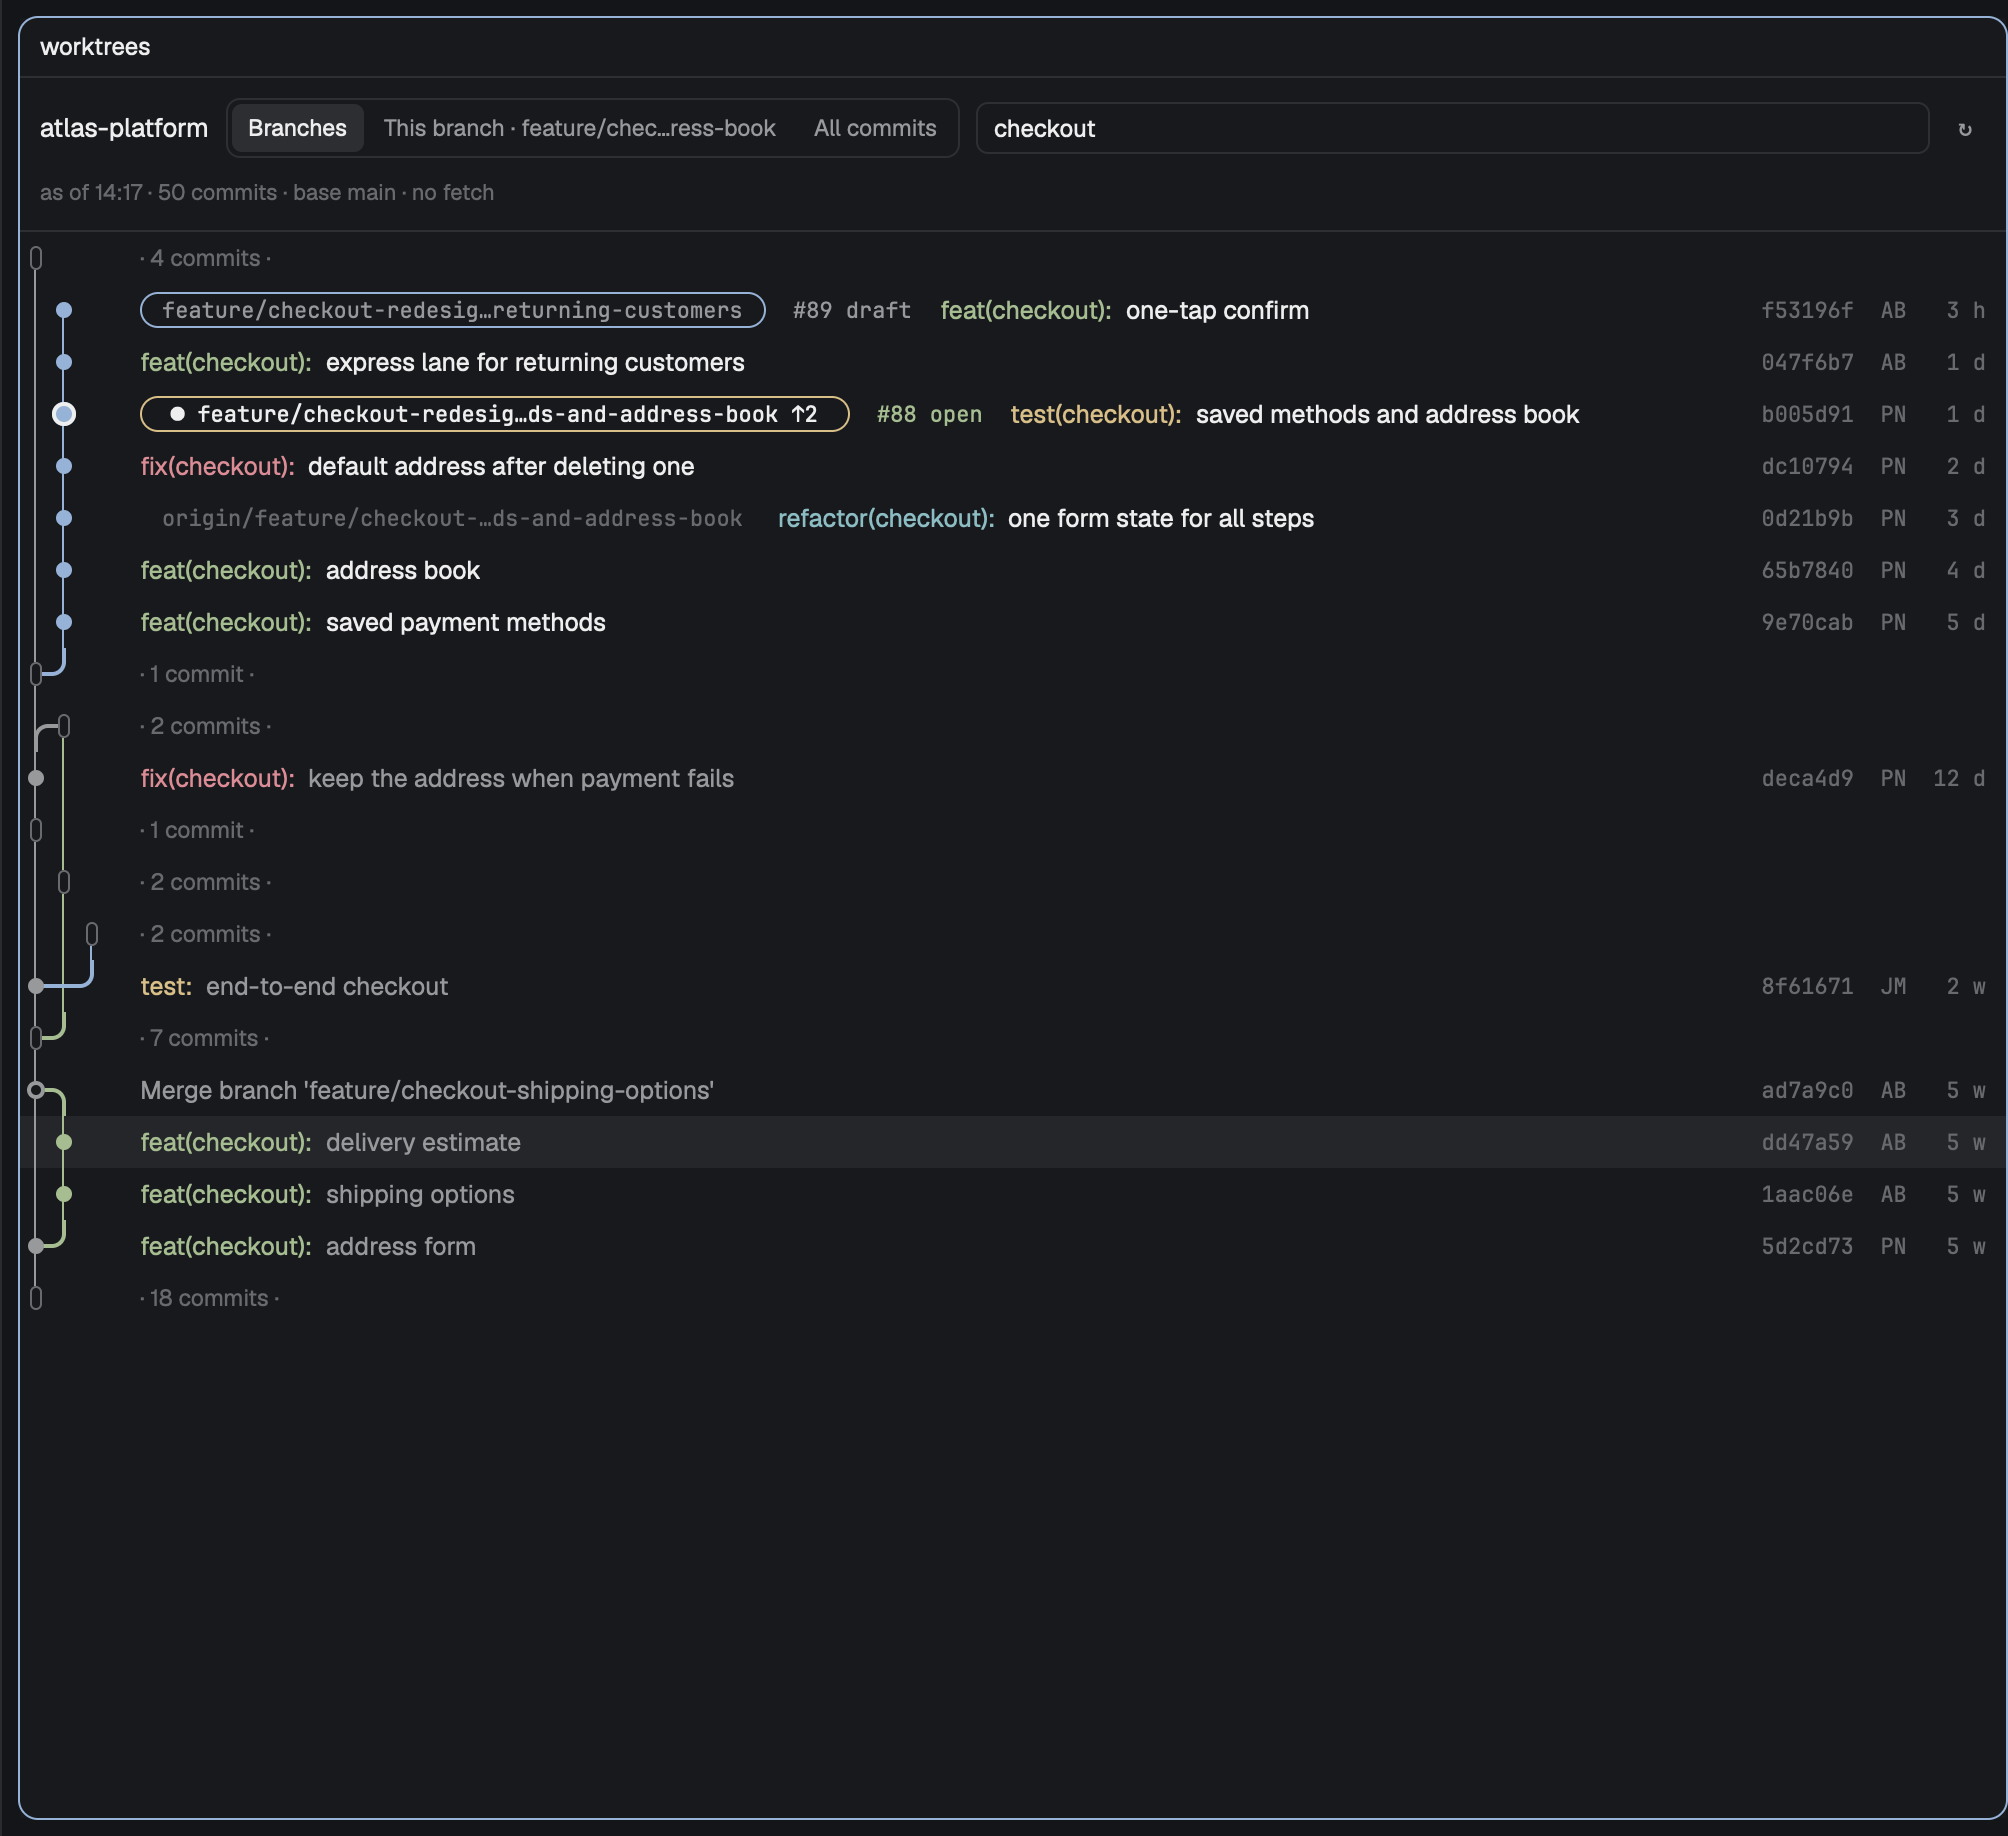 worktrees
atlas-platform Branches This branch · feature/chec…ress-book All commits checkout ↻
as of 14:17 · 50 commits · base main · no fetch
· 4 commits ·
feature/checkout-redesig…returning-customers #89 draft feat(checkout): one-tap confirm f53196f AB 3 h
feat(checkout): express lane for returning customers 047f6b7 AB 1 d
● feature/checkout-redesig…ds-and-address-book ↑2 #88 open test(checkout): saved methods and address book b005d91 PN 1 d
fix(checkout): default address after deleting one dc10794 PN 2 d
origin/feature/checkout-…ds-and-address-book refactor(checkout): one form state for all steps 0d21b9b PN 3 d
feat(checkout): address book 65b7840 PN 4 d
feat(checkout): saved payment methods 9e70cab PN 5 d
· 1 commit ·
· 2 commits ·
fix(checkout): keep the address when payment fails deca4d9 PN 12 d
· 1 commit ·
· 2 commits ·
· 2 commits ·
test: end-to-end checkout 8f61671 JM 2 w
· 7 commits ·
Merge branch 'feature/checkout-shipping-options' ad7a9c0 AB 5 w
feat(checkout): delivery estimate dd47a59 AB 5 w
feat(checkout): shipping options 1aac06e AB 5 w
feat(checkout): address form 5d2cd73 PN 5 w
· 18 commits ·